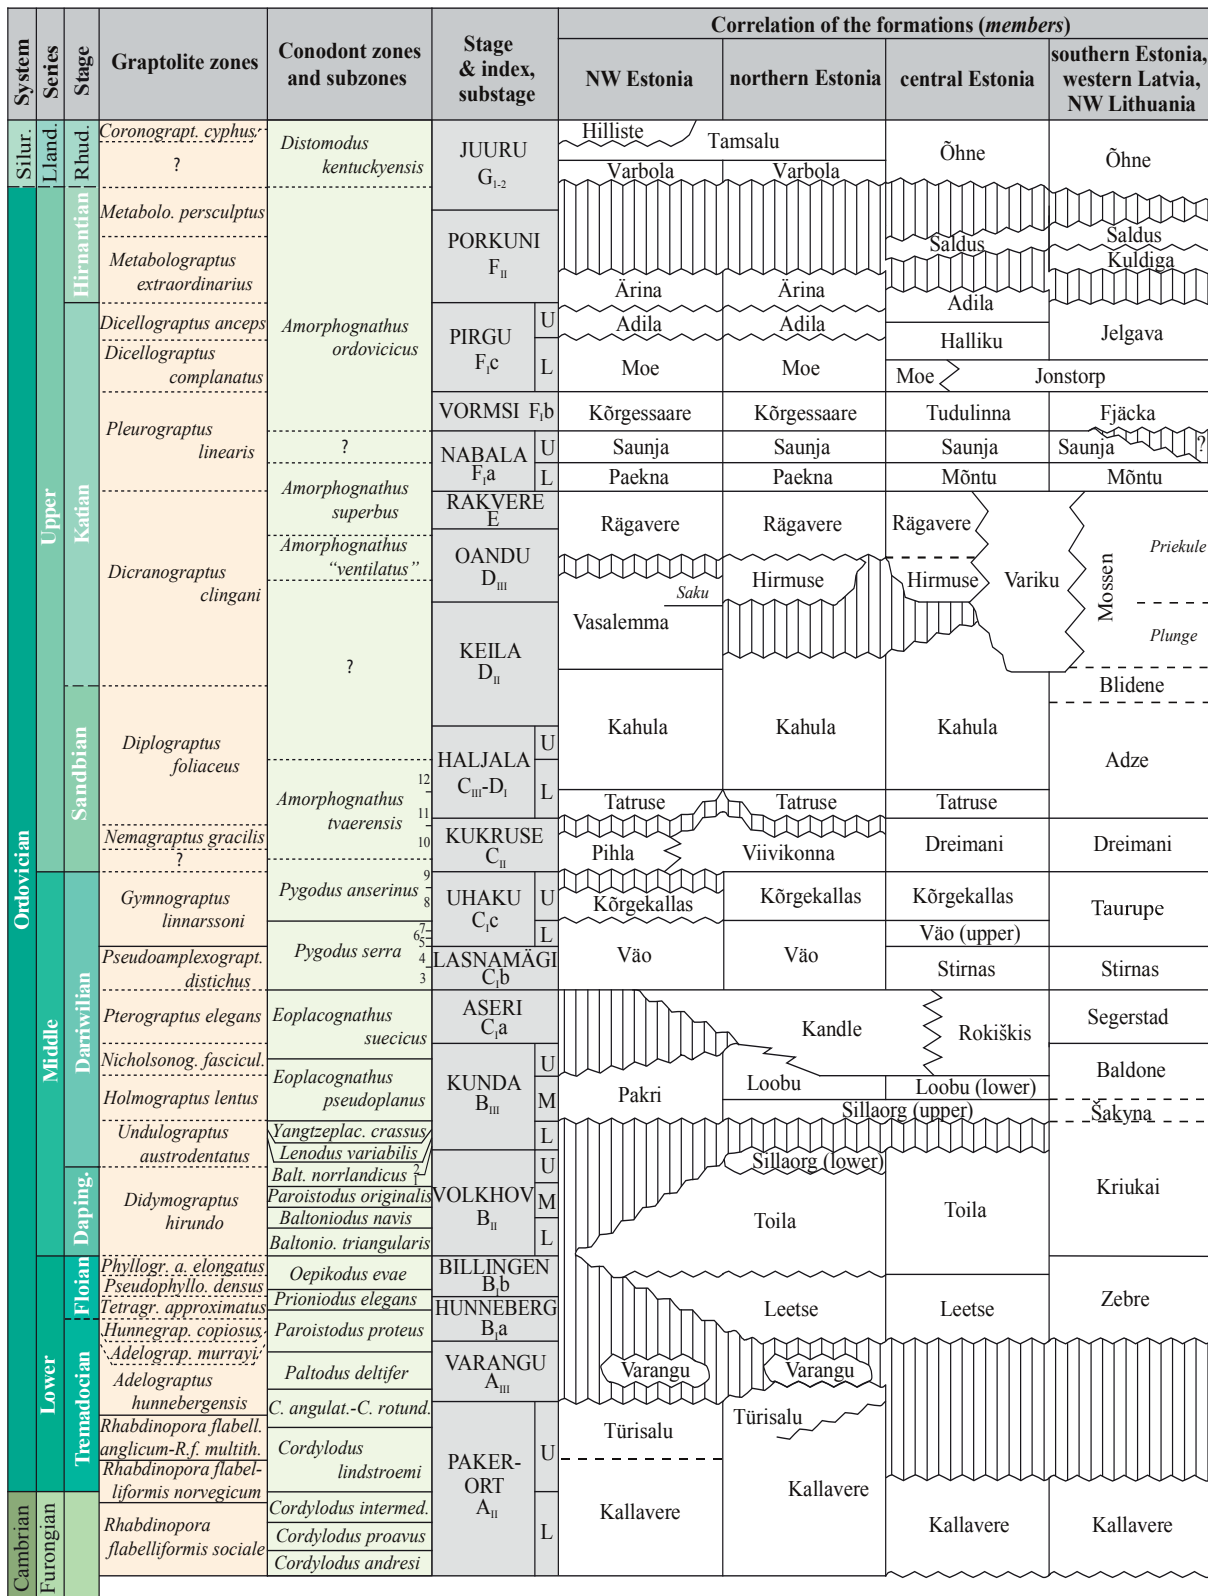 System
Series
Stage
Graptolite zones
Conodont zones
and subzones
Stage
& index,
substage
Correlation of the formations (members)
NW Estonia
northern Estonia
central Estonia
southern Estonia,
western Latvia,
NW Lithuania
Silur.
Ordovician
Cambrian
Lland.
Upper
Middle
Lower
Furongian
Rhud.
Hirnantian
Katian
Sandbian
Darriwilian
Daping.
Floian
Tremadocian
Coronograpt. cyphus
?
Metabolo. persculptus
Metabolograptus
extraordinarius
Dicellograptus anceps
Dicellograptus
complanatus
Pleurograptus
linearis
Dicranograptus
clingani
Diplograptus
foliaceus
Nemagraptus gracilis
?
Gymnograptus
linnarssoni
Pseudoamplexograpt.
distichus
Pterograptus elegans
Nicholsonog. fascicul.
Holmograptus lentus
Undulograptus
austrodentatus
Didymograptus
hirundo
Phyllogr. a. elongatus
Pseudophyllo. densus
Tetragr. approximatus
Hunnegrap. copiosus
Adelograp. murrayi
Adelograptus
hunnebergensis
Rhabdinopora flabell.
anglicum-R.f. multith.
Rhabdinopora flabel-
liformis norvegicum
Rhabdinopora
flabelliformis sociale
Distomodus
kentuckyensis
Amorphognathus
ordovicicus
?
Amorphognathus
superbus
Amorphognathus
“ventilatus”
?
Amorphognathus
tvaerensis
12
11
10
Pygodus anserinus
9
8
Pygodus serra
7
6
5
4
3
Eoplacognathus
suecicus
Eoplacognathus
pseudoplanus
Yangtzeplac. crassus
Lenodus variabilis
Balt. norrlandicus
2
1
Paroistodus originalis
Baltoniodus navis
Baltonio. triangularis
Oepikodus evae
Prioniodus elegans
Paroistodus proteus
Paltodus deltifer
C. angulat.-C. rotund.
Cordylodus
lindstroemi
Cordylodus intermed.
Cordylodus proavus
Cordylodus andresi
JUURU
G1-2
PORKUNI
FII
PIRGU
FIc
U
L
VORMSI FIb
NABALA
FIa
U
L
RAKVERE
E
OANDU
DIII
KEILA
DII
HALJALA
CIII-DI
U
L
KUKRUSE
CII
UHAKU
CIc
U
L
LASNAMÄGI
CIb
ASERI
CIa
KUNDA
BIII
U
M
L
VOLKHOV
BII
U
M
L
BILLINGEN
BIb
HUNNEBERG
BIa
VARANGU
AIII
PAKER-
ORT
AII
U
L
Hilliste
Tamsalu
Varbola
Varbola
Õhne
Õhne
Saldus
Saldus
Kuldiga
Ärina
Ärina
Adila
Adila
Adila
Halliku
Jelgava
Moe
Moe
Moe
Jonstorp
Kõrgessaare
Kõrgessaare
Tudulinna
Fjäcka
Saunja
Saunja
Saunja
Saunja
?
Paekna
Paekna
Mõntu
Mõntu
Rägavere
Rägavere
Rägavere
Hirmuse
Hirmuse
Variku
Mossen
Priekule
Plunge
Saku
Vasalemma
Blidene
Kahula
Kahula
Kahula
Adze
Tatruse
Tatruse
Tatruse
Pihla
Viivikonna
Dreimani
Dreimani
Kõrgekallas
Kõrgekallas
Kõrgekallas
Taurupe
Väo
Väo
Väo (upper)
Stirnas
Stirnas
Kandle
Rokiškis
Segerstad
Pakri
Loobu
Loobu (lower)
Baldone
Sillaorg (upper)
Šakyna
Sillaorg (lower)
Toila
Toila
Kriukai
Leetse
Leetse
Zebre
Varangu
Varangu
Türisalu
Türisalu
Kallavere
Kallavere
Kallavere
Kallavere